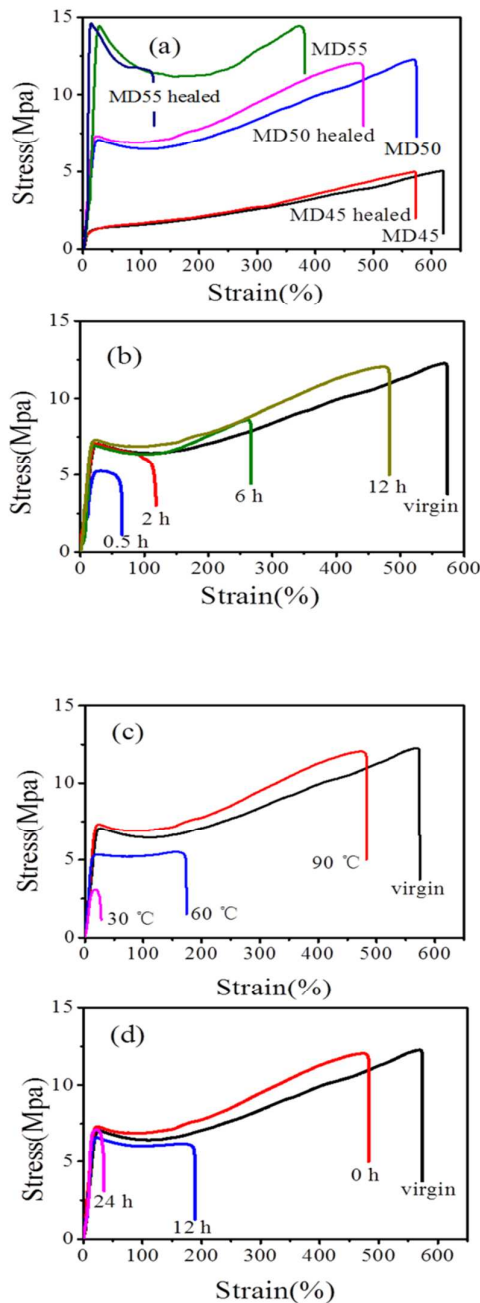 15
(a)
MD55
10
MD55 healed
MD50 healed
MD50
5
MD45 healed
MD45
0
Stress(Mpa)
0 100 200 300 400 500 600
Strain(%)
15
(b)
10
5
6 h
12 h
2 h
virgin
0.5 h
0
Stress(Mpa)
0 100 200 300 400 500 600
Strain(%)
15
(c)
10
5
90 ℃
virgin
30 ℃
60 ℃
0
Stress(Mpa)
0 100 200 300 400 500 600
Strain(%)
15
(d)
10
5
0 h
virgin
24 h
12 h
0
Stress(Mpa)
0 100 200 300 400 500 600
Strain(%)